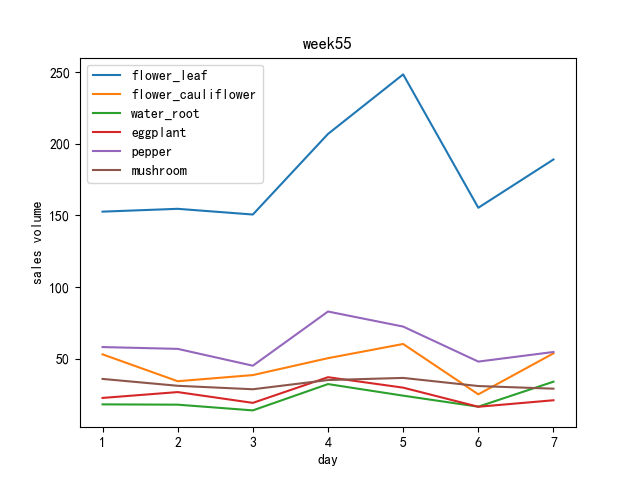 week55
flower_leaf
flower_cauliflower
water_root
eggplant
pepper
mushroom
250
200
150
100
50
sales volume
1 2 3 4 5 6 7
day